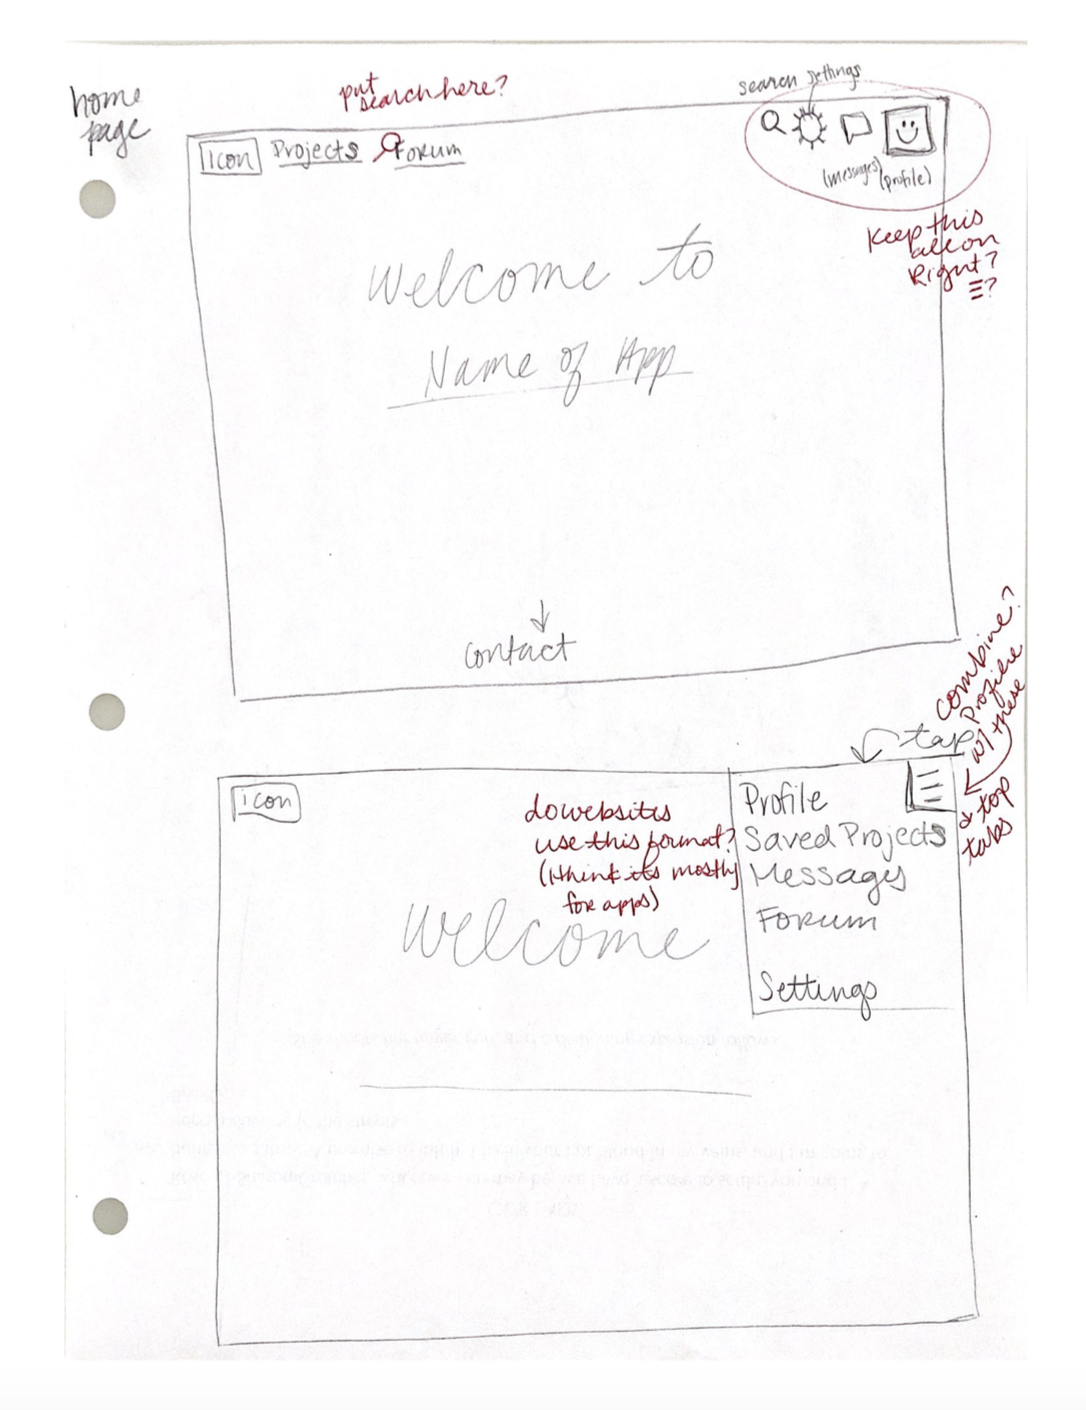 home
page
put
search here?
search settings
icon Projects Forum
(messages) (profile)
Keep this
all on
Right?
?
Welcome to
Name of App
contact
combine?
Profile
w/ these
& top
tabs
tap
icon
do websites
use this format?
(I think its mostly
for apps)
Profile
Saved Projects
Messages
Forum
Settings
Welcome